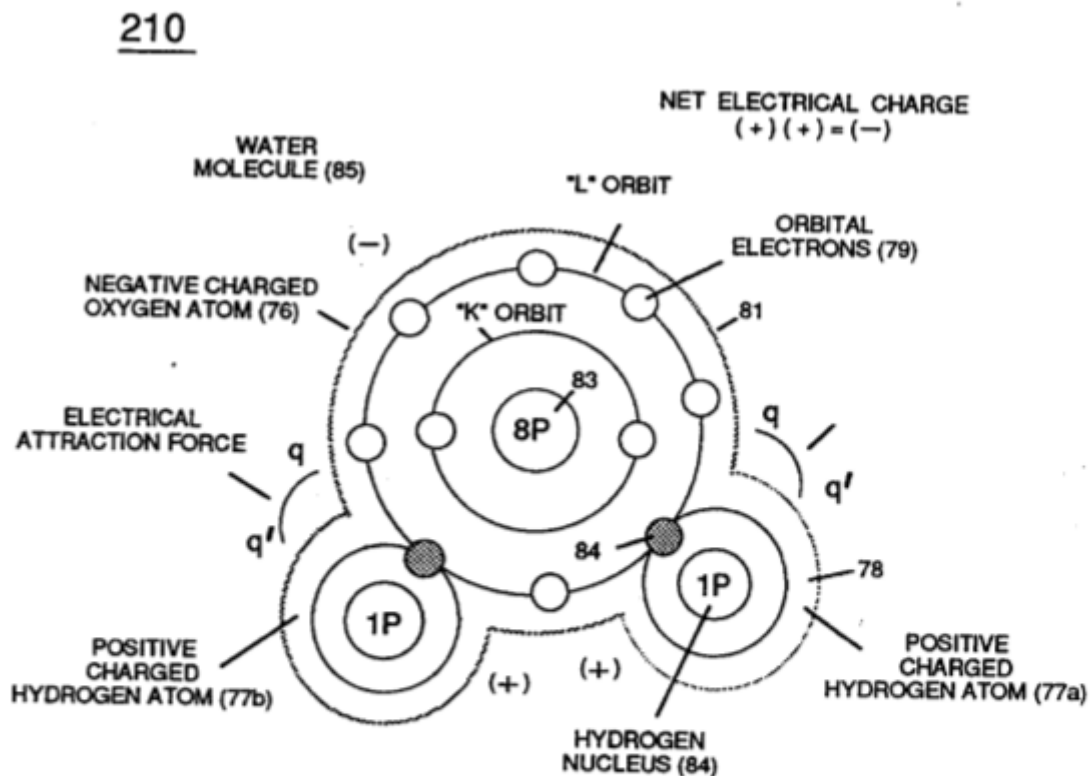 210
NET ELECTRICAL CHARGE
(+) (+) = (—)
WATER
MOLECULE (85)
"L" ORBIT
ORBITAL
ELECTRONS (79)
(—)
NEGATIVE CHARGED
OXYGEN ATOM (76)
"K" ORBIT
81
83
8P
ELECTRICAL
ATTRACTION FORCE
q
q'
q
q'
84
1P
1P
78
POSITIVE
CHARGED
HYDROGEN ATOM (77b)
(+)
(+)
POSITIVE
CHARGED
HYDROGEN ATOM (77a)
HYDROGEN
NUCLEUS (84)